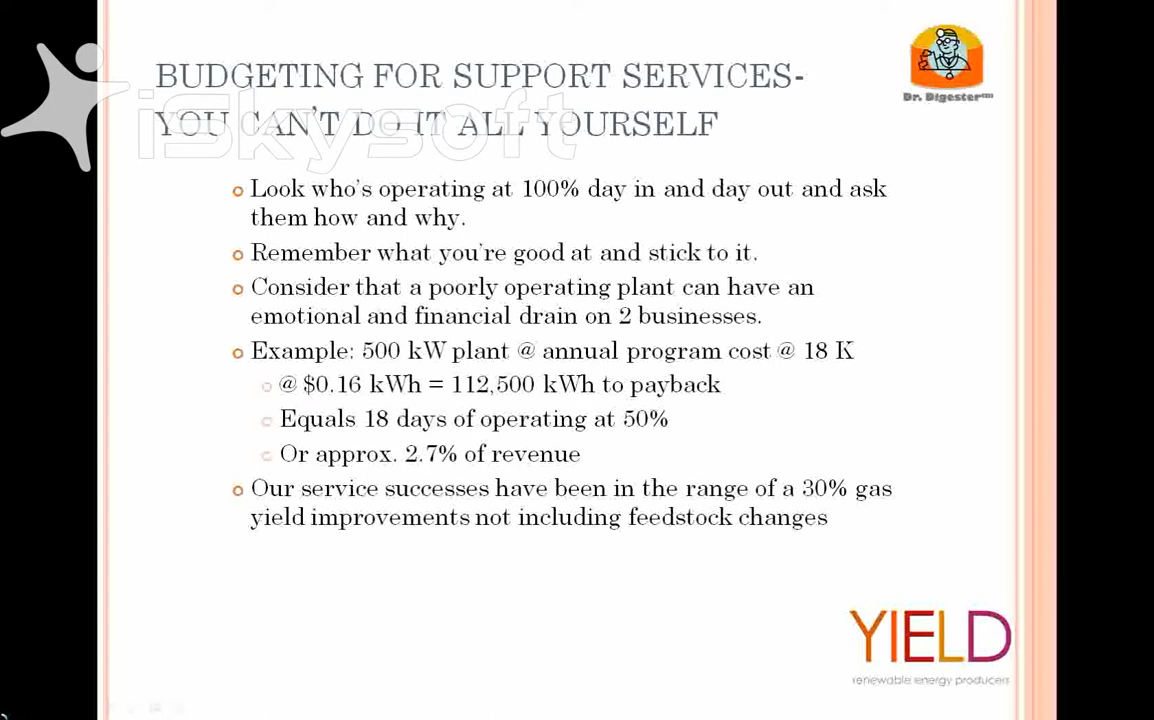 BUDGETING FOR SUPPORT SERVICES-
YOU CAN'T DO IT ALL YOURSELF
iSkysoft
Dr. Digester™
Look who's operating at 100% day in and day out and ask
them how and why.
Remember what you're good at and stick to it.
Consider that a poorly operating plant can have an
emotional and financial drain on 2 businesses.
Example: 500 kW plant @ annual program cost @ 18 K
@ $0.16 kWh = 112,500 kWh to payback
Equals 18 days of operating at 50%
Or approx. 2.7% of revenue
Our service successes have been in the range of a 30% gas
yield improvements not including feedstock changes
YIELD
renewable energy producers